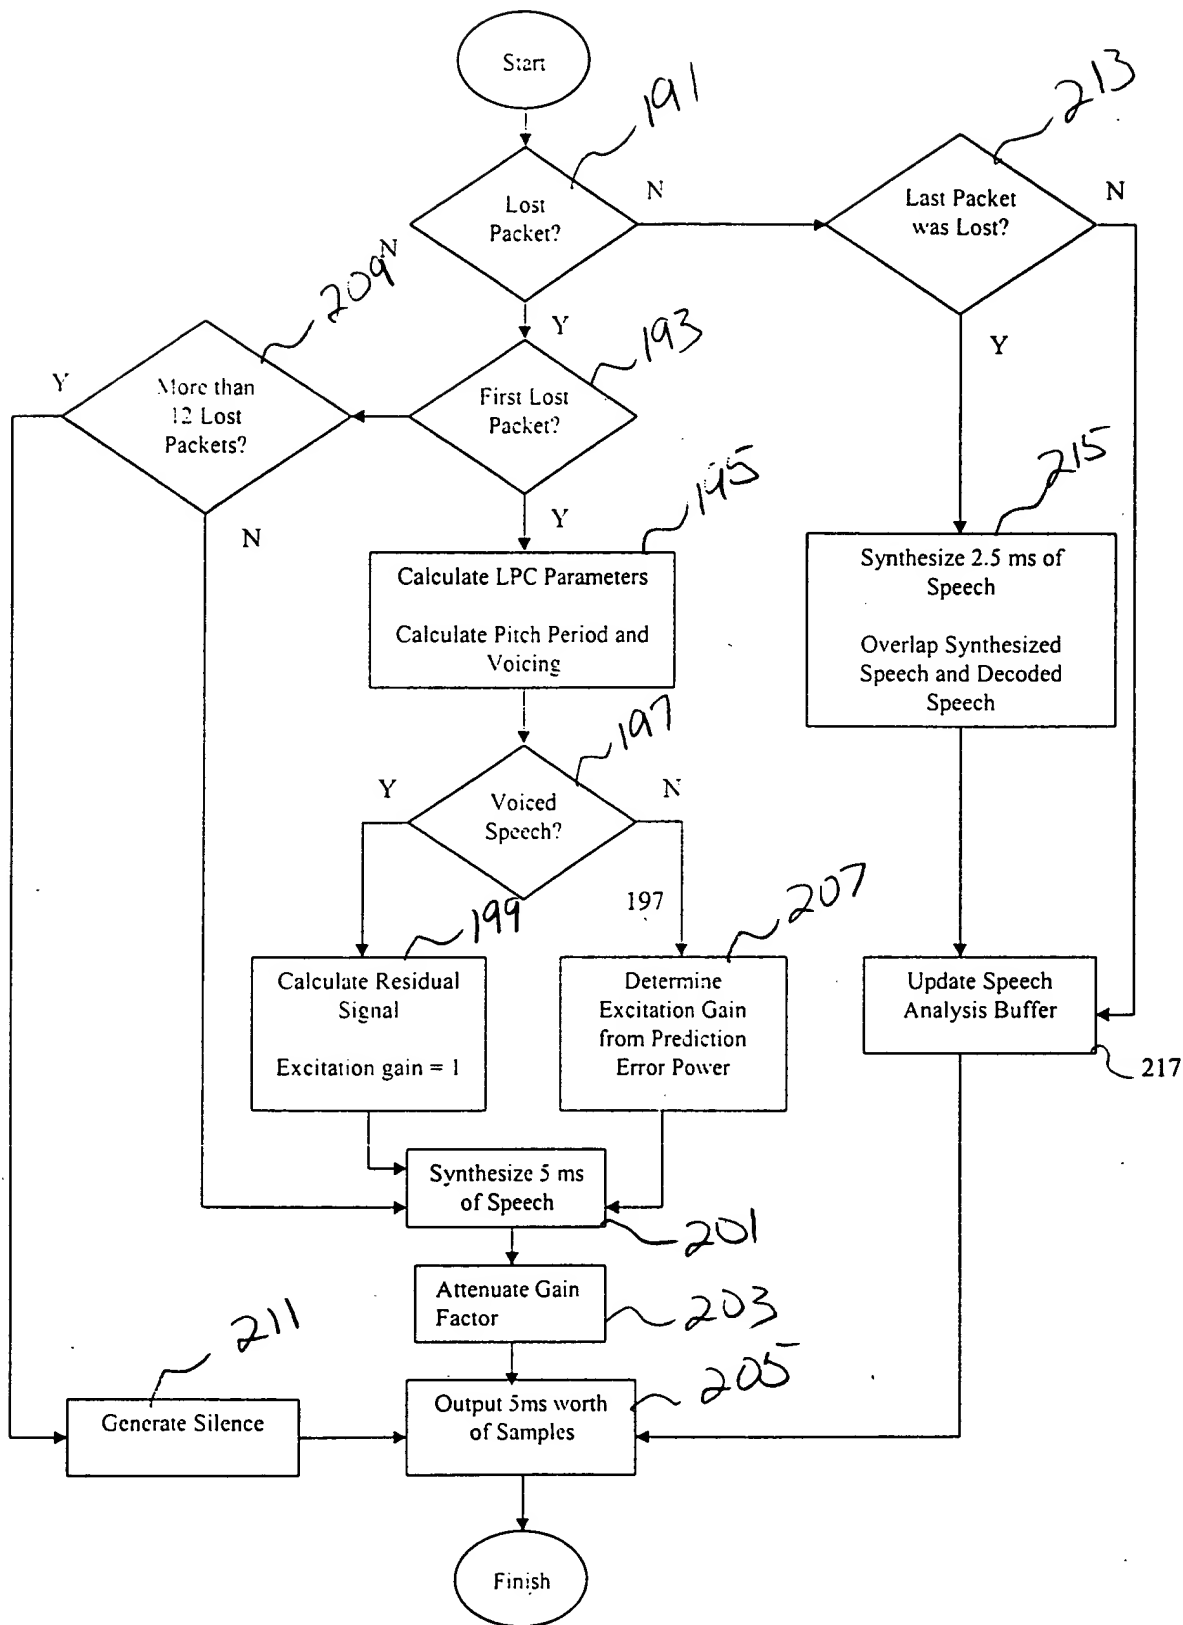 Start
191
213
Lost
Packet?
N
Last Packet
was Lost?
N
N
209
Y
193
Y
Y
More than
12 Lost
Packets?
First Lost
Packet?
195
215
N
Y
Calculate LPC Parameters
Calculate Pitch Period and
Voicing
Synthesize 2.5 ms of
Speech
Overlap Synthesized
Speech and Decoded
Speech
197
Y
Voiced
Speech?
N
199
197
207
Calculate Residual
Signal
Excitation gain = 1
Determine
Excitation Gain
from Prediction
Error Power
Update Speech
Analysis Buffer
217
Synthesize 5 ms
of Speech
201
Attenuate Gain
Factor
203
211
205
Generate Silence
Output 5ms worth
of Samples
Finish